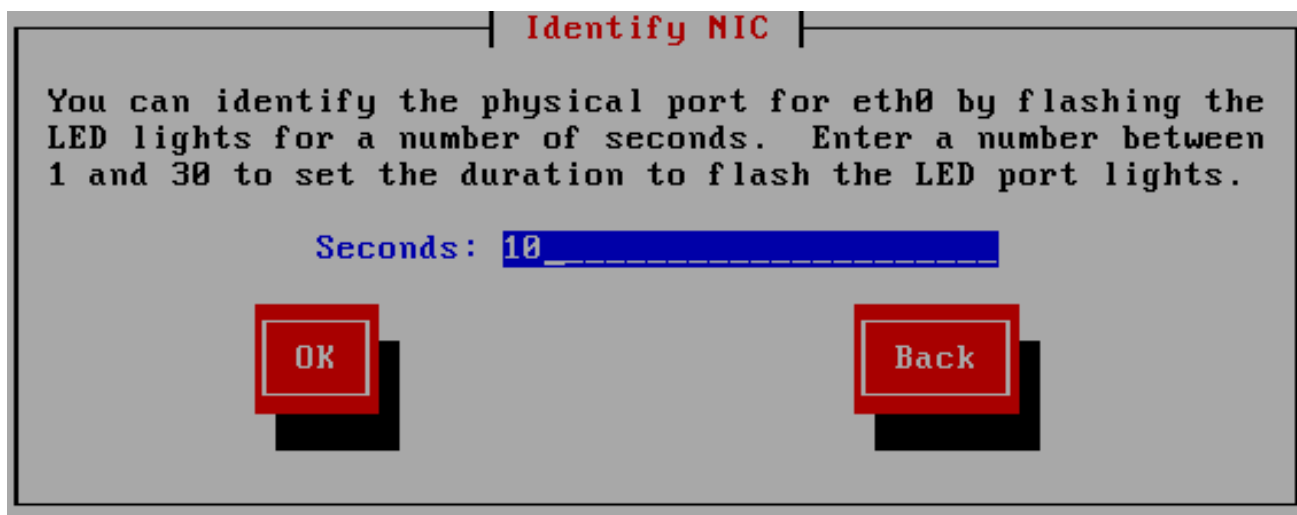 Identify NIC
You can identify the physical port for eth0 by flashing the
LED lights for a number of seconds.  Enter a number between
1 and 30 to set the duration to flash the LED port lights.
Seconds: 10_____________________
OK Back